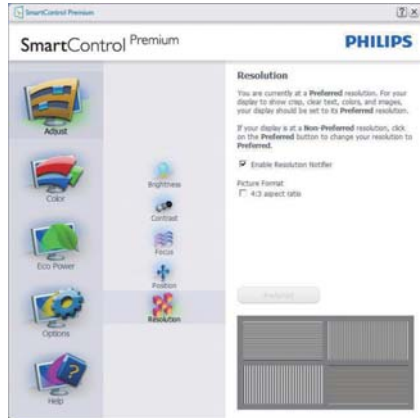 SmartControl Premium
SmartControl Premium
PHILIPS
Adjust
Color
Eco Power
Options
Help
Brightness
Contrast
Focus
Position
Resolution
Resolution
You are currently at a Preferred resolution. For your
display to show crisp, clear text, colors, and images,
your display should be set to its Preferred resolution.
If your display is at a Non-Preferred resolution, click
on the Preferred button to change your resolution to
Preferred.
Enable Resolution Notifier
Picture Format
4:3 aspect ratio
Preferred